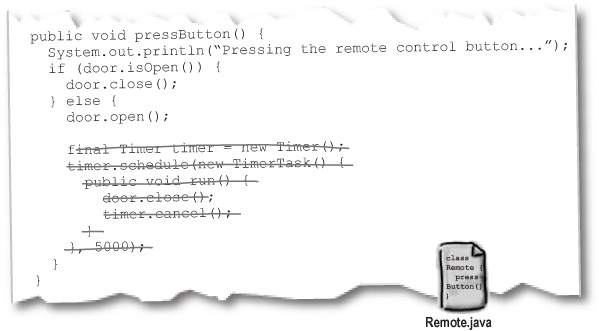 public void pressButton() {
System.out.println(“Pressing the remote control button...”);
if (door.isOpen()) {
door.close();
} else {
door.open();
final Timer timer = new Timer();
timer.schedule(new TimerTask() {
public void run() {
door.close();
timer.cancel();
}
}, 5000);
}
}
class
Remote {
press
Button()
}
Remote.java